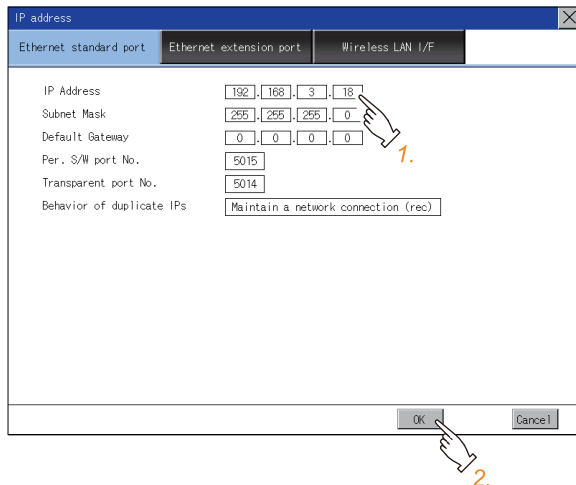 IP address
Ethernet standard port Ethernet extension port Wireless LAN I/F
IP Address 192 . 168 . 3 . 18
Subnet Mask 255 . 255 . 255 . 0
Default Gateway 0 . 0 . 0 . 0
1.
Per. S/W port No. 5015
Transparent port No. 5014
Behavior of duplicate IPs Maintain a network connection (rec)
OK Cancel
2.